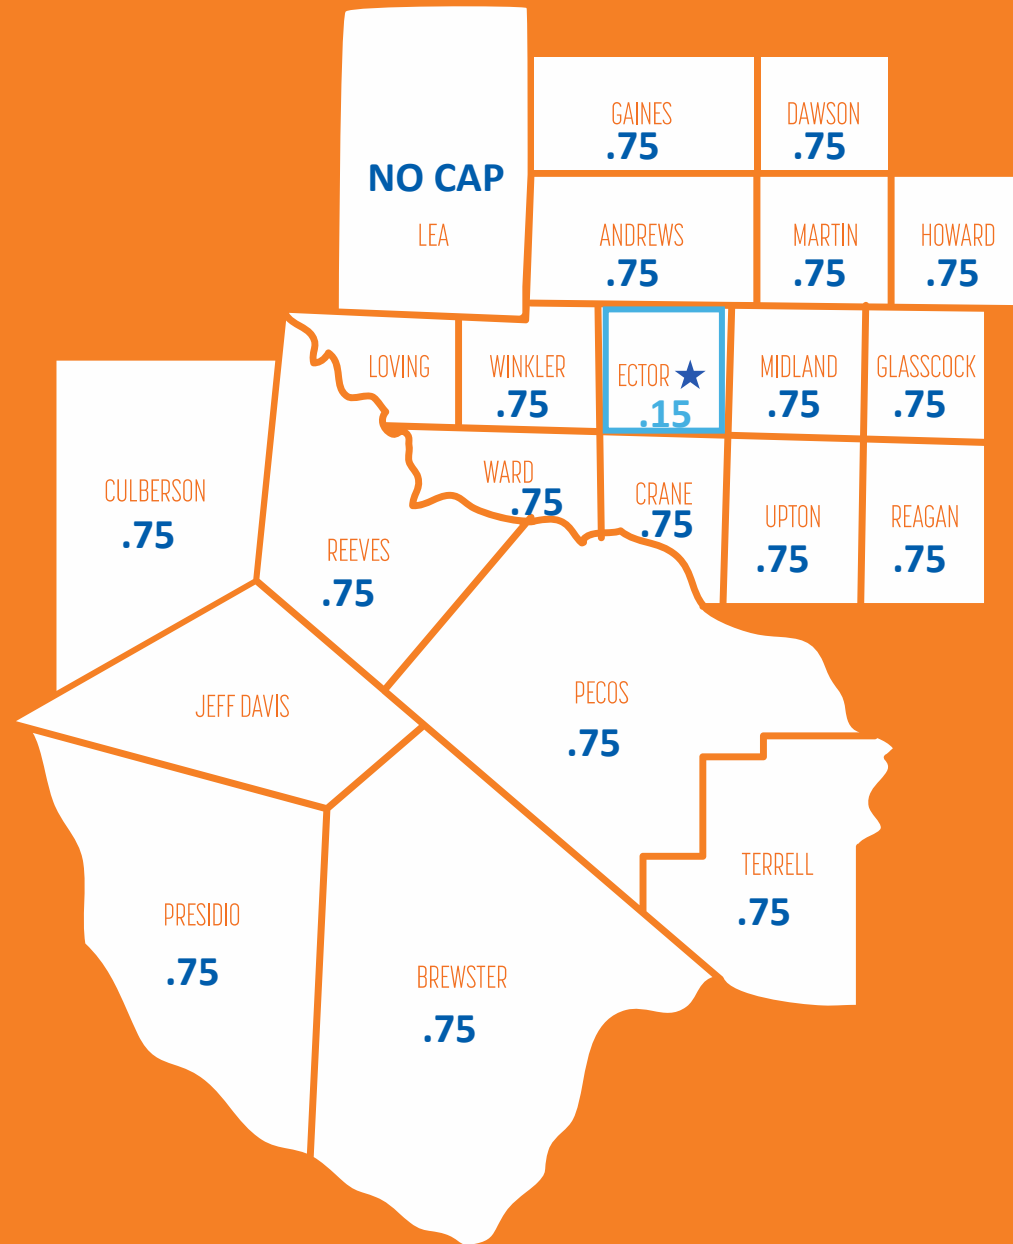 GAINES
.75
DAWSON
.75
NO CAP
LEA
ANDREWS
.75
MARTIN
.75
HOWARD
.75
LOVING
WINKLER
.75
ECTOR
.15
MIDLAND
.75
GLASSCOCK
.75
CULBERSON
.75
REEVES
.75
WARD
.75
CRANE
.75
UPTON
.75
REAGAN
.75
JEFF DAVIS
PECOS
.75
TERRELL
.75
PRESIDIO
.75
BREWSTER
.75